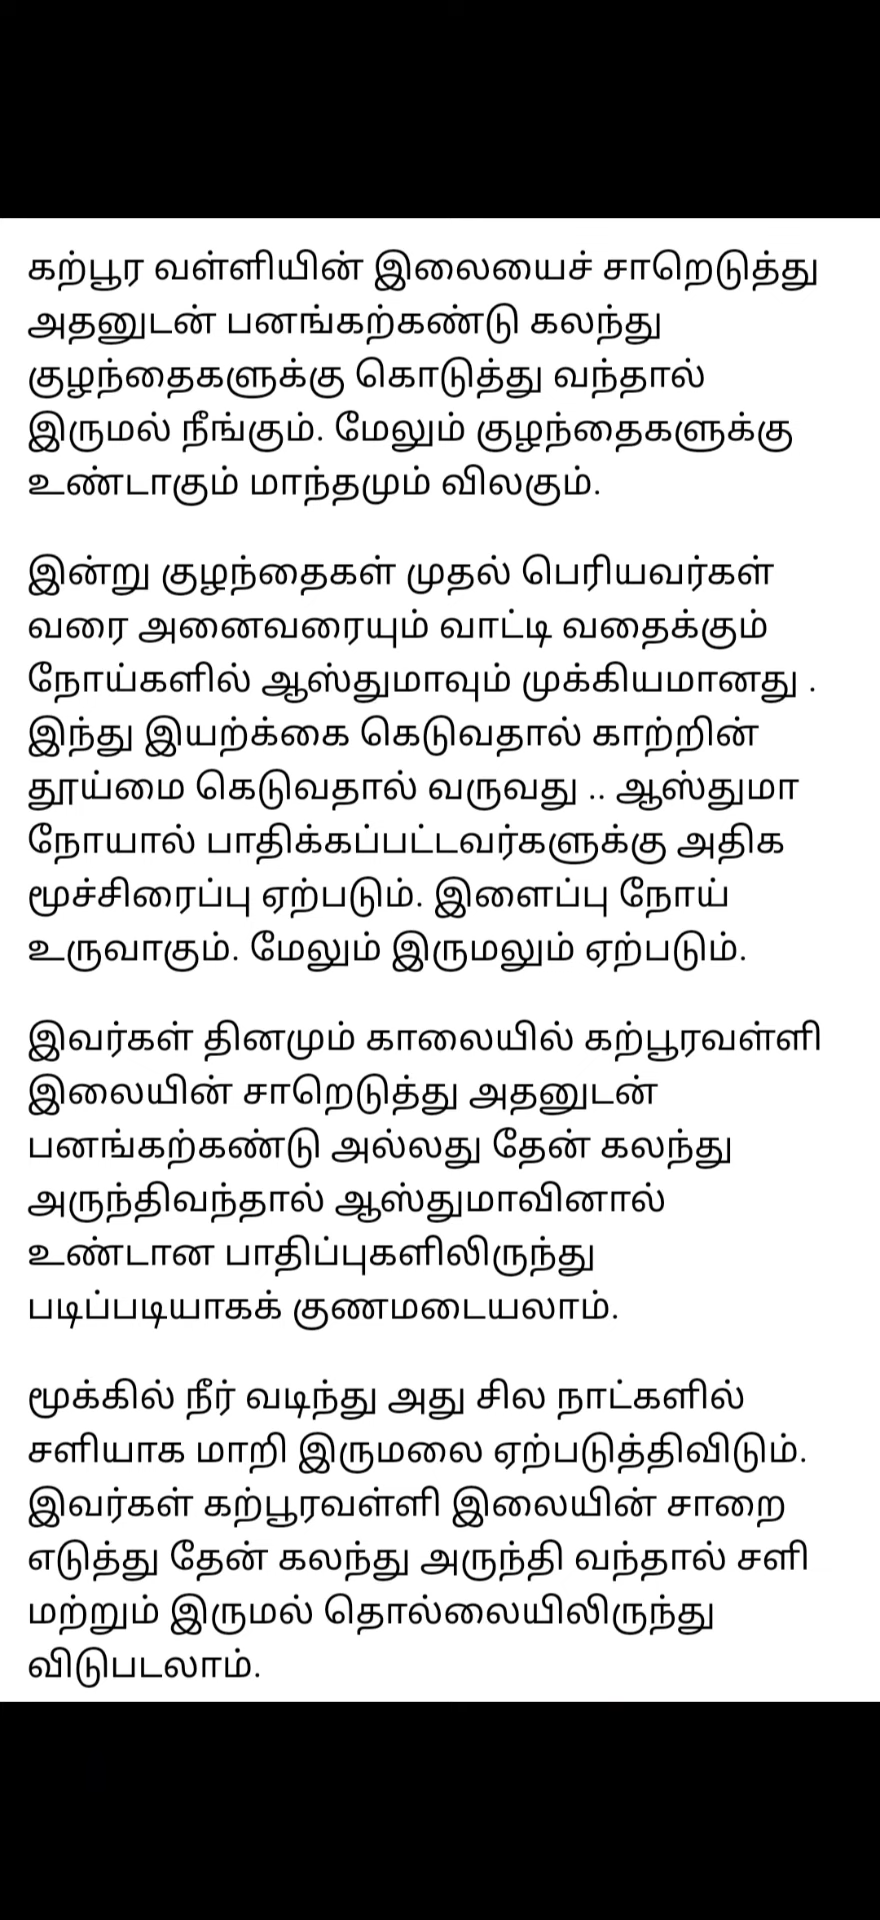 கற்பூர வள்ளியின் இலையைச் சாறெடுத்து
அதனுடன் பனங்கற்கண்டு கலந்து
குழந்தைகளுக்கு கொடுத்து வந்தால்
இருமல் நீங்கும். மேலும் குழந்தைகளுக்கு
உண்டாகும் மாந்தமும் விலகும்.
இன்று குழந்தைகள் முதல் பெரியவர்கள்
வரை அனைவரையும் வாட்டி வதைக்கும்
நோய்களில் ஆஸ்துமாவும் முக்கியமானது .
இந்து இயற்க்கை கெடுவதால் காற்றின்
தூய்மை கெடுவதால் வருவது .. ஆஸ்துமா
நோயால் பாதிக்கப்பட்டவர்களுக்கு அதிக
மூச்சிரைப்பு ஏற்படும். இளைப்பு நோய்
உருவாகும். மேலும் இருமலும் ஏற்படும்.
இவர்கள் தினமும் காலையில் கற்பூரவள்ளி
இலையின் சாறெடுத்து அதனுடன்
பனங்கற்கண்டு அல்லது தேன் கலந்து
அருந்திவந்தால் ஆஸ்துமாவினால்
உண்டான பாதிப்புகளிலிருந்து
படிப்படியாகக் குணமடையலாம்.
மூக்கில் நீர் வடிந்து அது சில நாட்களில்
சளியாக மாறி இருமலை ஏற்படுத்திவிடும்.
இவர்கள் கற்பூரவள்ளி இலையின் சாறை
எடுத்து தேன் கலந்து அருந்தி வந்தால் சளி
மற்றும் இருமல் தொல்லையிலிருந்து
விடுபடலாம்.